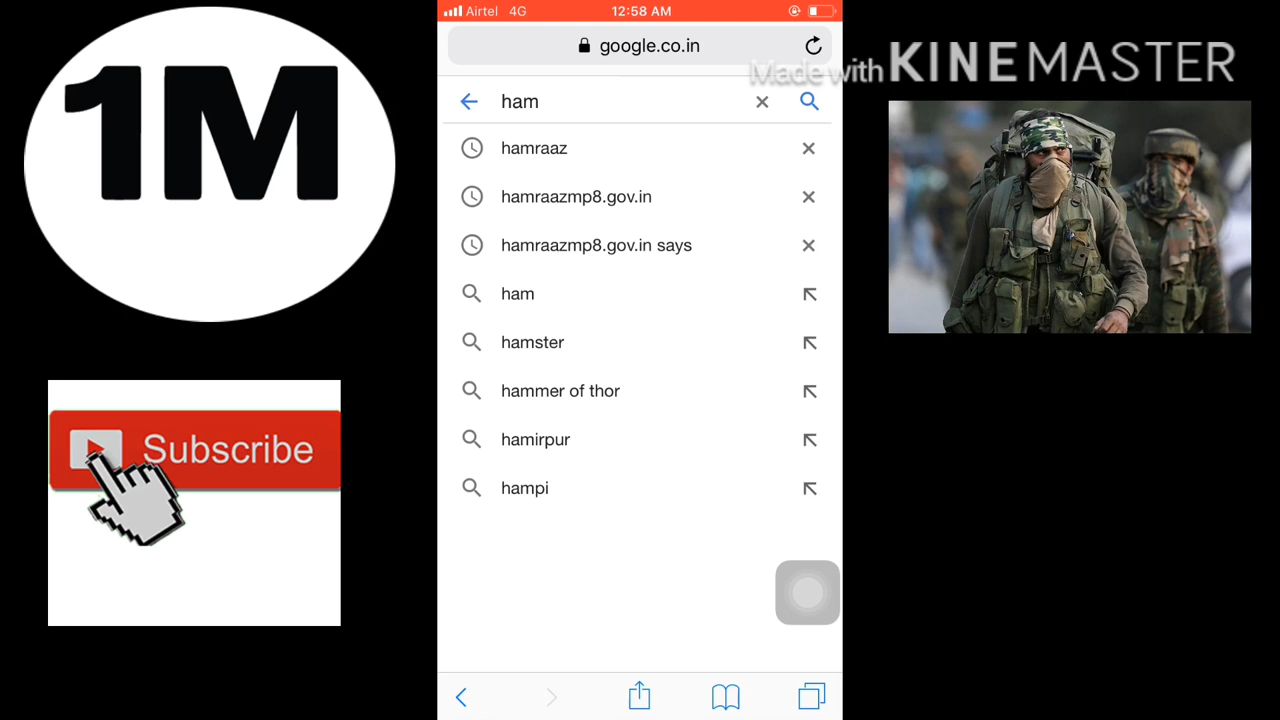 1M
Airtel 4G 12:58 AM
google.co.in
Made with KINEMASTER
ham
hamraaz
hamraazmp8.gov.in
hamraazmp8.gov.in says
ham
hamster
hammer of thor
hamirpur
hampi
Subscribe